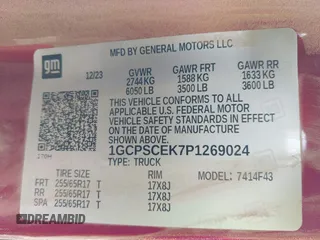 gm
MFD BY GENERAL MOTORS LLC
12/23 GVWR GAWR FRT GAWR RR
2744 KG 1588 KG 1633 KG
6050 LB 3500 LB 3600 LB
THIS VEHICLE CONFORMS TO ALL
APPLICABLE U.S. FEDERAL MOTOR
VEHICLE SAFETY STANDARDS IN EFFECT
ON THE DATE OF MANUFACTURE
SHOWN ABOVE.
1GCPSCEK7P1269024
TYPE: TRUCK
TIRE SIZE RIM MODEL: 7414F43
FRT 255/65R17 T 17X8J
RR 255/65R17 T 17X8J
SP 255/65R17 T 17X8J
DREAMBID